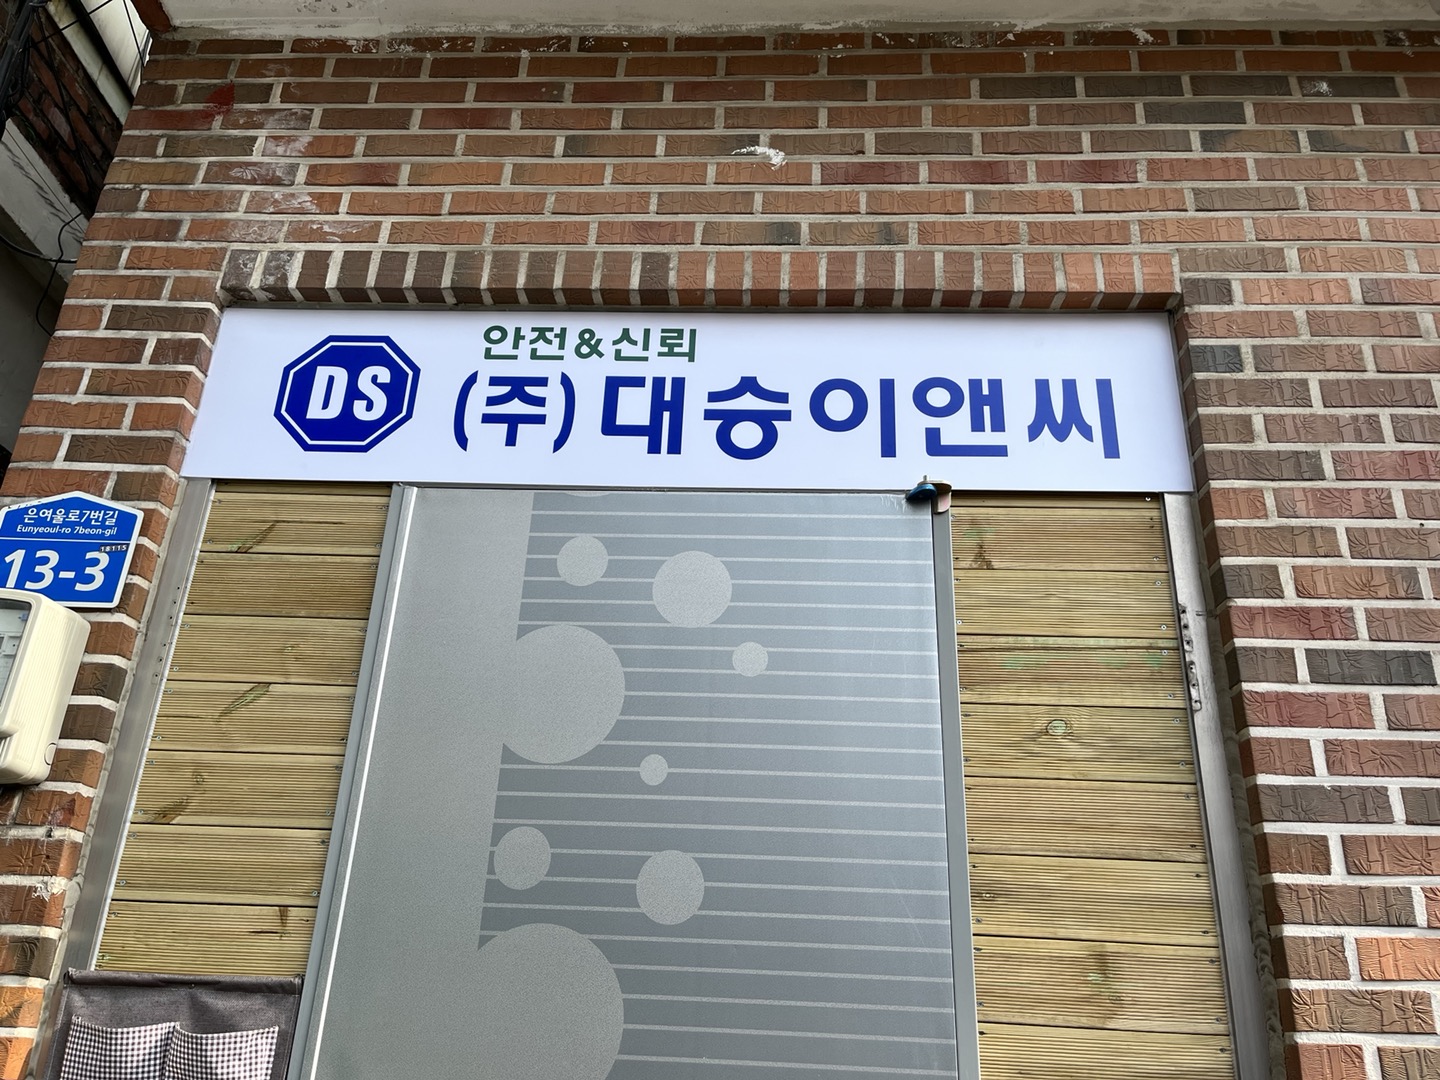 안전&신뢰
DS
(주)대승이앤씨
은여울로7번길
Eunyeoul-ro 7beon-gil
18115
13-3